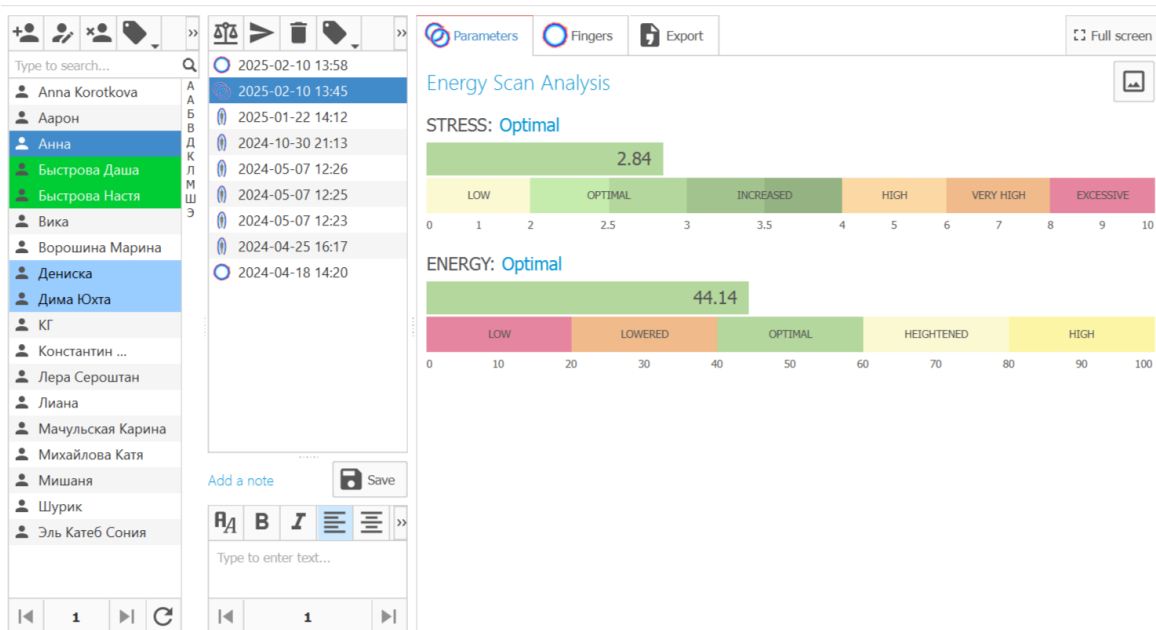 Type to search...
Anna Korotkova
Аарон
Анна
Быстрова Даша
Быстрова Настя
Вика
Ворошина Марина
Дениска
Дима Юхта
КГ
Константин ...
Лера Сероштан
Лиана
Мачульская Карина
Михайлова Катя
Мишаня
Шурик
Эль Катеб Сония
A
А
Б
В
Д
К
Л
М
Ш
Э
1
2025-02-10 13:58
2025-02-10 13:45
2025-01-22 14:12
2024-10-30 21:13
2024-05-07 12:26
2024-05-07 12:25
2024-05-07 12:23
2024-04-25 16:17
2024-04-18 14:20
Add a note Save
Type to enter text...
1
Parameters Fingers Export Full screen
Energy Scan Analysis
STRESS: Optimal
2.84
LOW OPTIMAL INCREASED HIGH VERY HIGH EXCESSIVE
0 1 2 2.5 3 3.5 4 5 6 7 8 9 10
ENERGY: Optimal
44.14
LOW LOWERED OPTIMAL HEIGHTENED HIGH
0 10 20 30 40 50 60 70 80 90 100